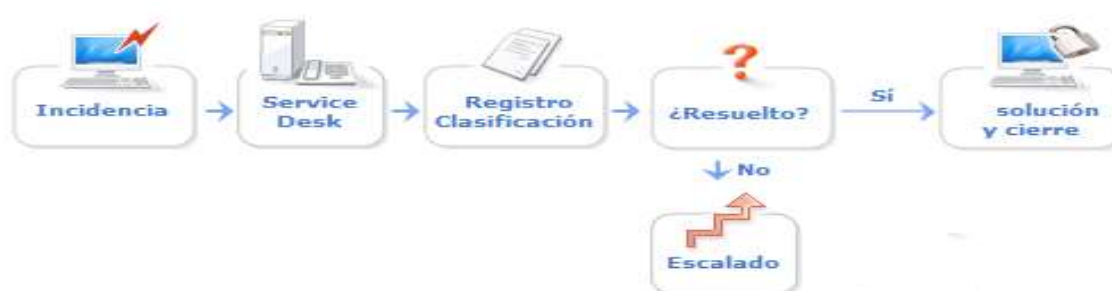 Incidencia
Service
Desk
Registro
Clasificación
¿Resuelto?
Sí
solución
y cierre
No
Escalado